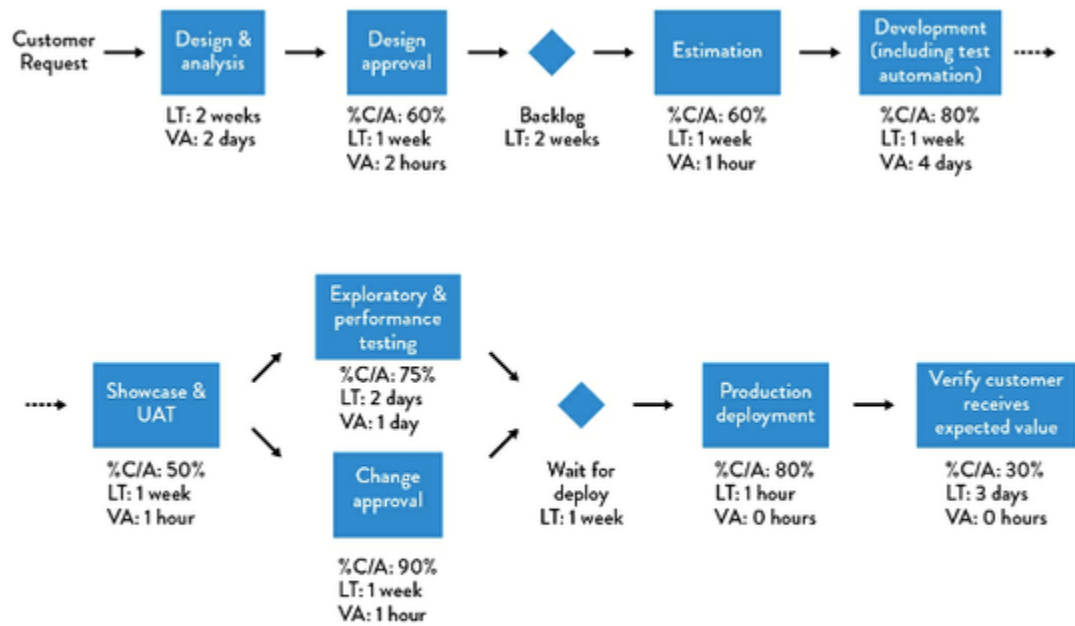 Customer
Request
Design &
analysis
LT: 2 weeks
VA: 2 days
Design
approval
%C/A: 60%
LT: 1 week
VA: 2 hours
Backlog
LT: 2 weeks
Estimation
%C/A: 60%
LT: 1 week
VA: 1 hour
Development
(including test
automation)
%C/A: 80%
LT: 1 week
VA: 4 days
Showcase &
UAT
%C/A: 50%
LT: 1 week
VA: 1 hour
Exploratory &
performance
testing
%C/A: 75%
LT: 2 days
VA: 1 day
Change
approval
%C/A: 90%
LT: 1 week
VA: 1 hour
Wait for
deploy
LT: 1 week
Production
deployment
%C/A: 80%
LT: 1 hour
VA: 0 hours
Verify customer
receives
expected value
%C/A: 30%
LT: 3 days
VA: 0 hours